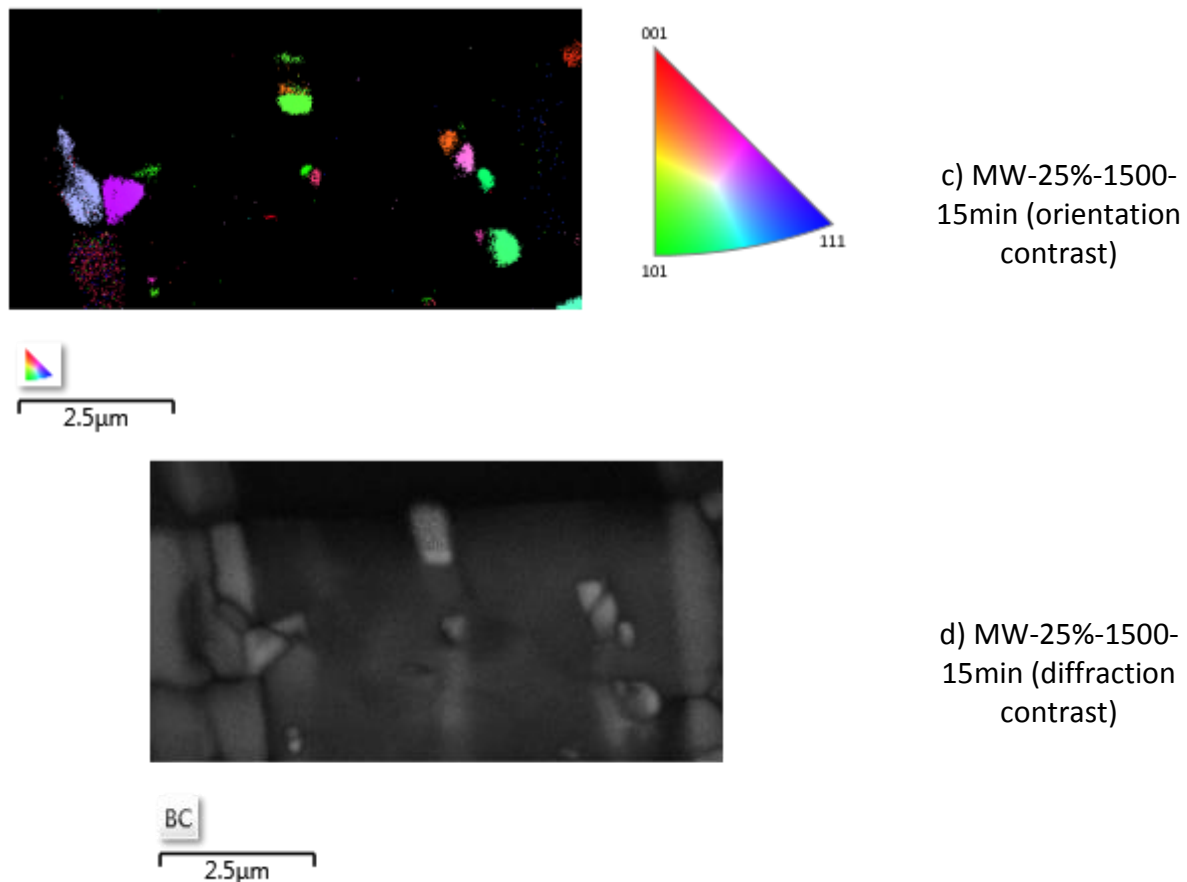 001
101
111
c) MW-25%-1500-
15min (orientation
contrast)
2.5µm
d) MW-25%-1500-
15min (diffraction
contrast)
BC
2.5µm